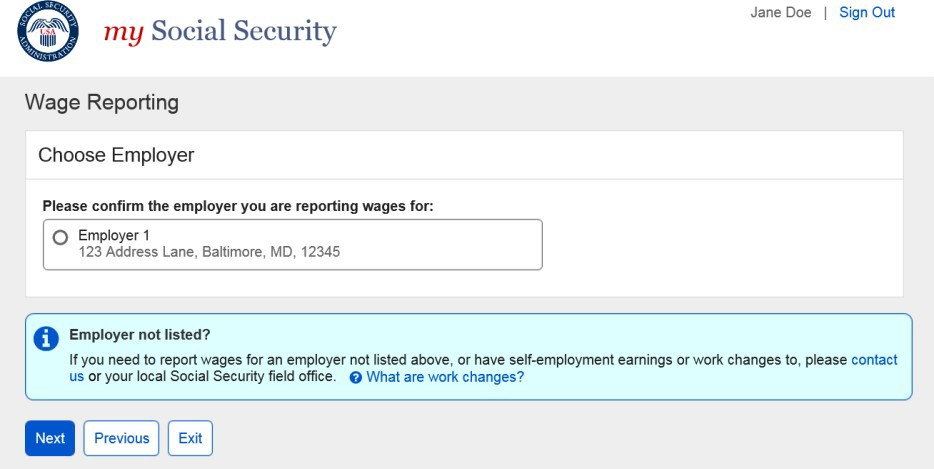 SOCIAL SECURITY
USA
ADMINISTRATION
my Social Security
Jane Doe | Sign Out
Wage Reporting
Choose Employer
Please confirm the employer you are reporting wages for:
Employer 1
123 Address Lane, Baltimore, MD, 12345
Employer not listed?
If you need to report wages for an employer not listed above, or have self-employment earnings or work changes to, please contact
us or your local Social Security field office. What are work changes?
Next Previous Exit